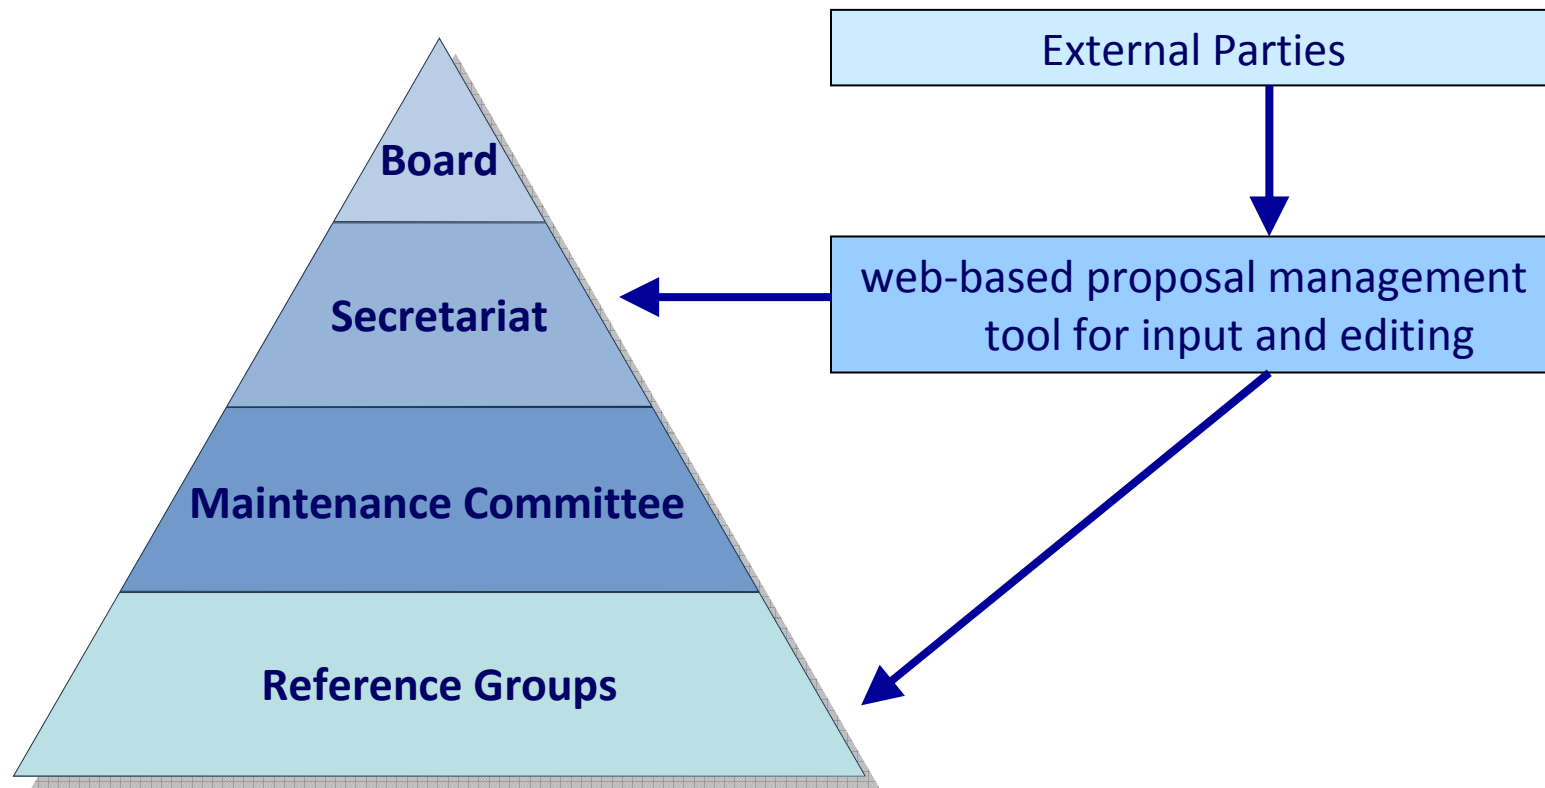 External Parties
Board
web-based proposal management
tool for input and editing
Secretariat
Maintenance Committee
Reference Groups